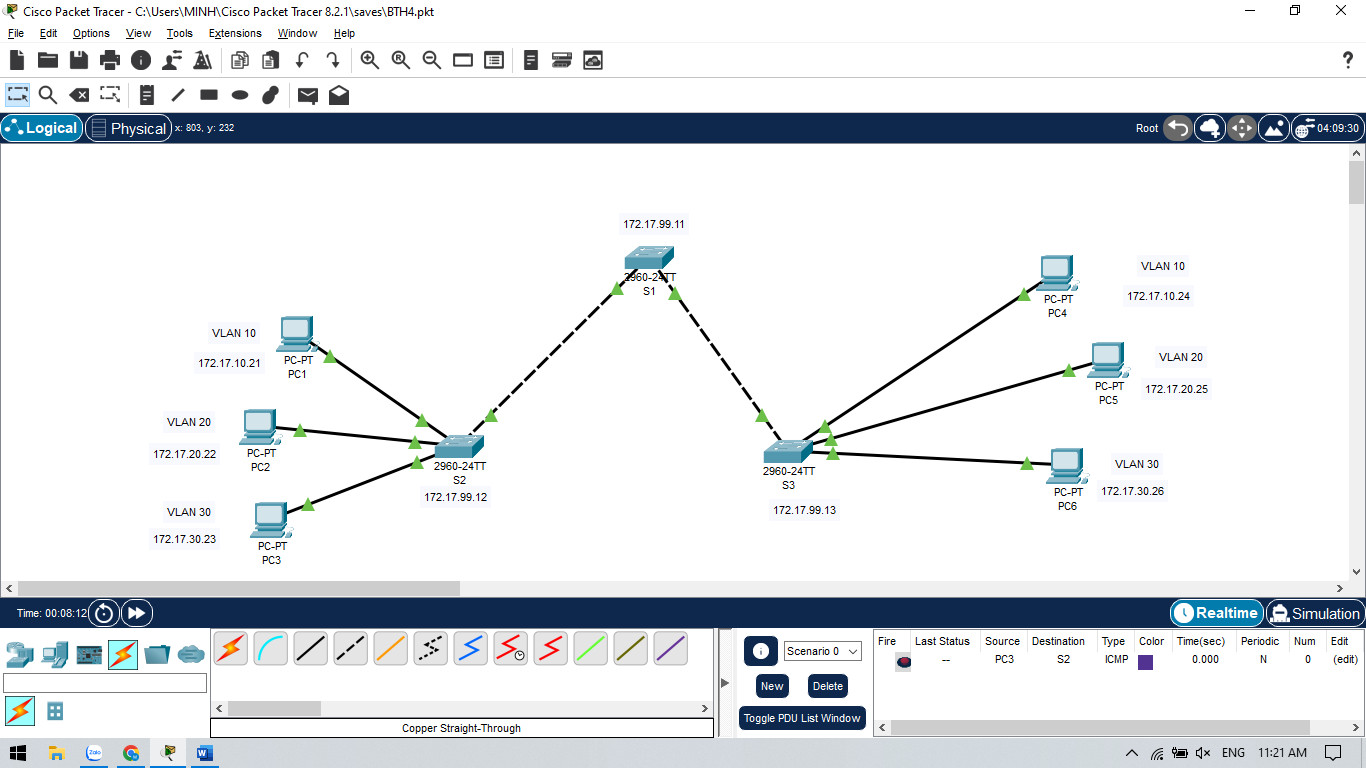 Cisco Packet Tracer - C:\Users\MINH\Cisco Packet Tracer 8.2.1\saves\BTH4.pkt
File Edit Options View Tools Extensions Window Help
Logical Physical x: 803, y: 232 Root 04:09:30
172.17.99.11
2960-24TT
S1
VLAN 10
172.17.10.24
PC-PT
PC4
VLAN 10
172.17.10.21
PC-PT
PC1
VLAN 20
172.17.20.25
PC-PT
PC5
VLAN 20
172.17.20.22
PC-PT
PC2
2960-24TT
S2
172.17.99.12
2960-24TT
S3
172.17.99.13
VLAN 30
172.17.30.26
PC-PT
PC6
VLAN 30
172.17.30.23
PC-PT
PC3
Time: 00:08:12 Realtime Simulation
Scenario 0
New Delete
Toggle PDU List Window
Fire Last Status Source Destination Type Color Time(sec) Periodic Num Edit
-- PC3 S2 ICMP 0.000 N 0 (edit)
Copper Straight-Through
Zalo
ENG 11:21 AM